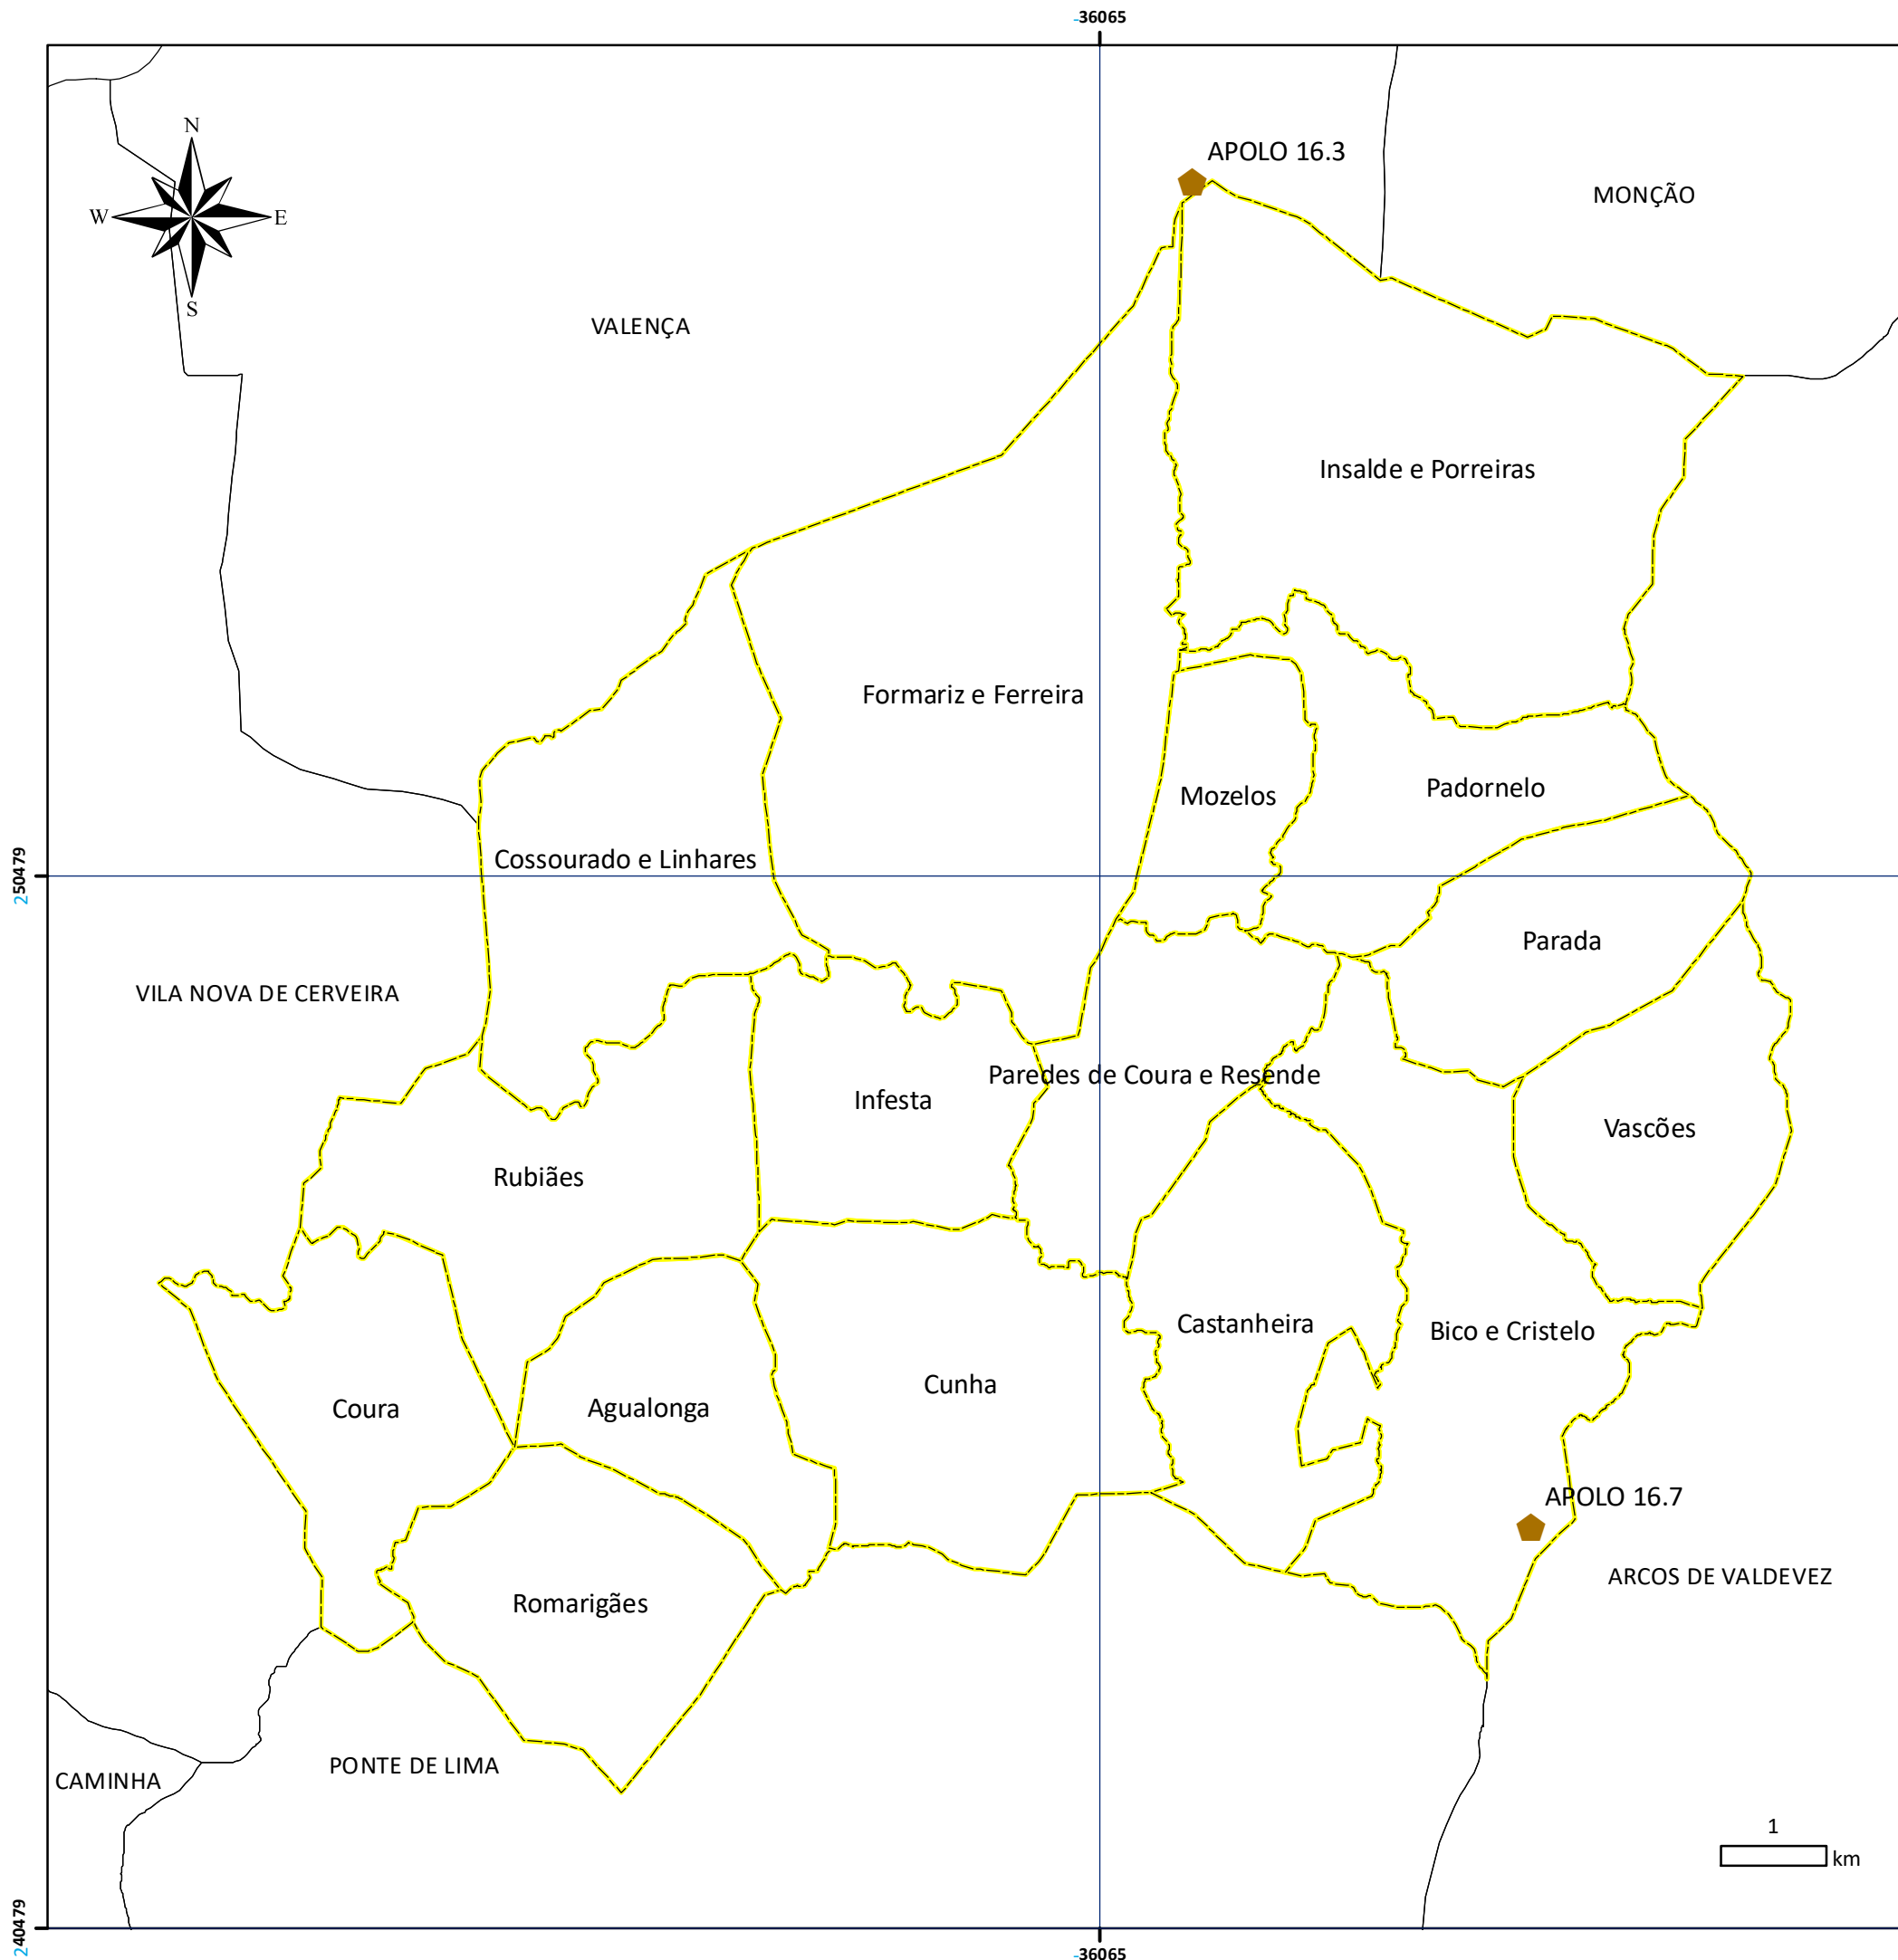 -36065
N
W E
S
APOLO 16.3
MONÇÃO
VALENÇA
Insalde e Porreiras
Formariz e Ferreira
Mozelos
Padornelo
Cossourado e Linhares
250479
Parada
VILA NOVA DE CERVEIRA
Paredes de Coura e Resende
Infesta
Vascões
Rubiães
Castanheira
Bico e Cristelo
Cunha
Coura
Agualonga
APOLO 16.7
ARCOS DE VALDEVEZ
Romarigães
PONTE DE LIMA
CAMINHA
1
km
240479
-36065